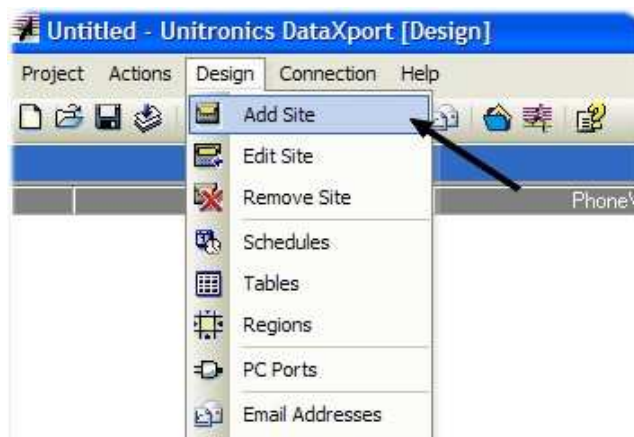 Untitled - Unitronics DataXport [Design]
Project Actions Design Connection Help
Add Site
Edit Site
Remove Site
Phone
Schedules
Tables
Regions
PC Ports
Email Addresses